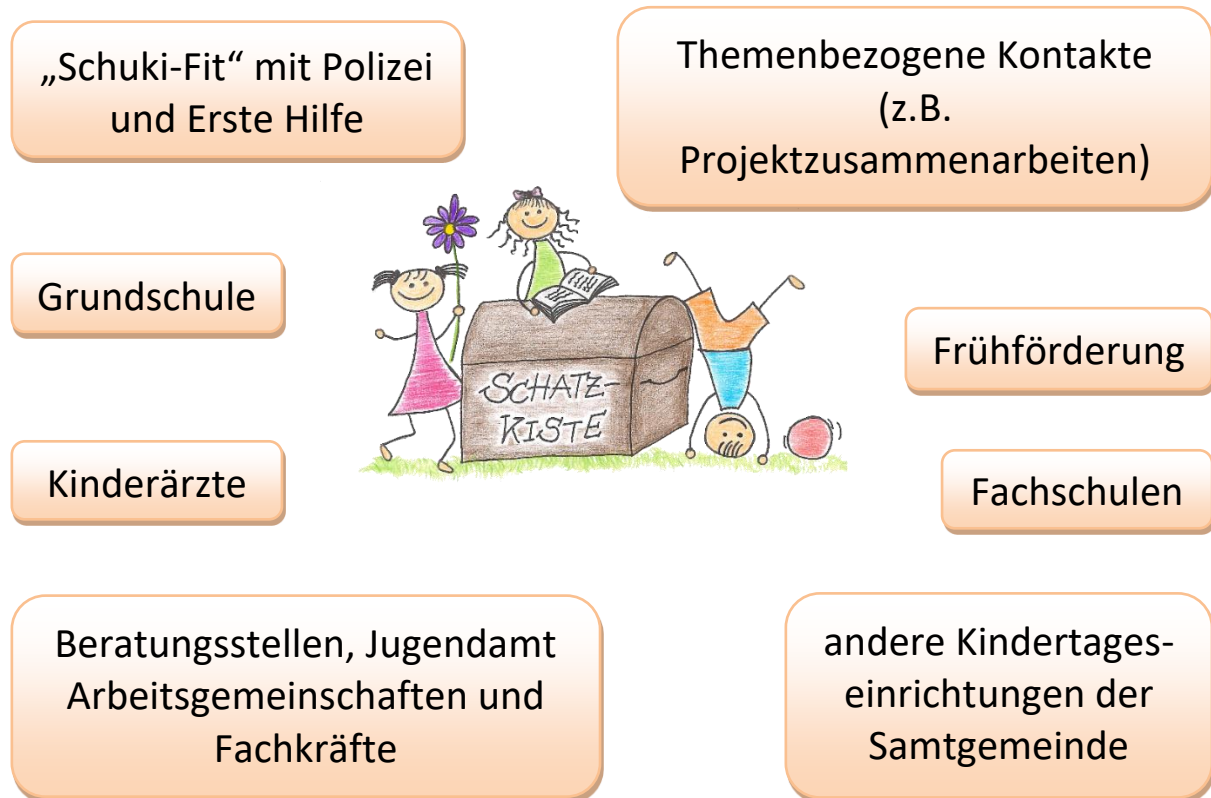 „Schuki-Fit“ mit Polizei
und Erste Hilfe
Themenbezogene Kontakte
(z.B.
Projektzusammenarbeiten)
Grundschule
SCHATZ-
KISTE
Frühförderung
Kinderärzte
Fachschulen
Beratungsstellen, Jugendamt
Arbeitsgemeinschaften und
Fachkräfte
andere Kindertages-
einrichtungen der
Samtgemeinde